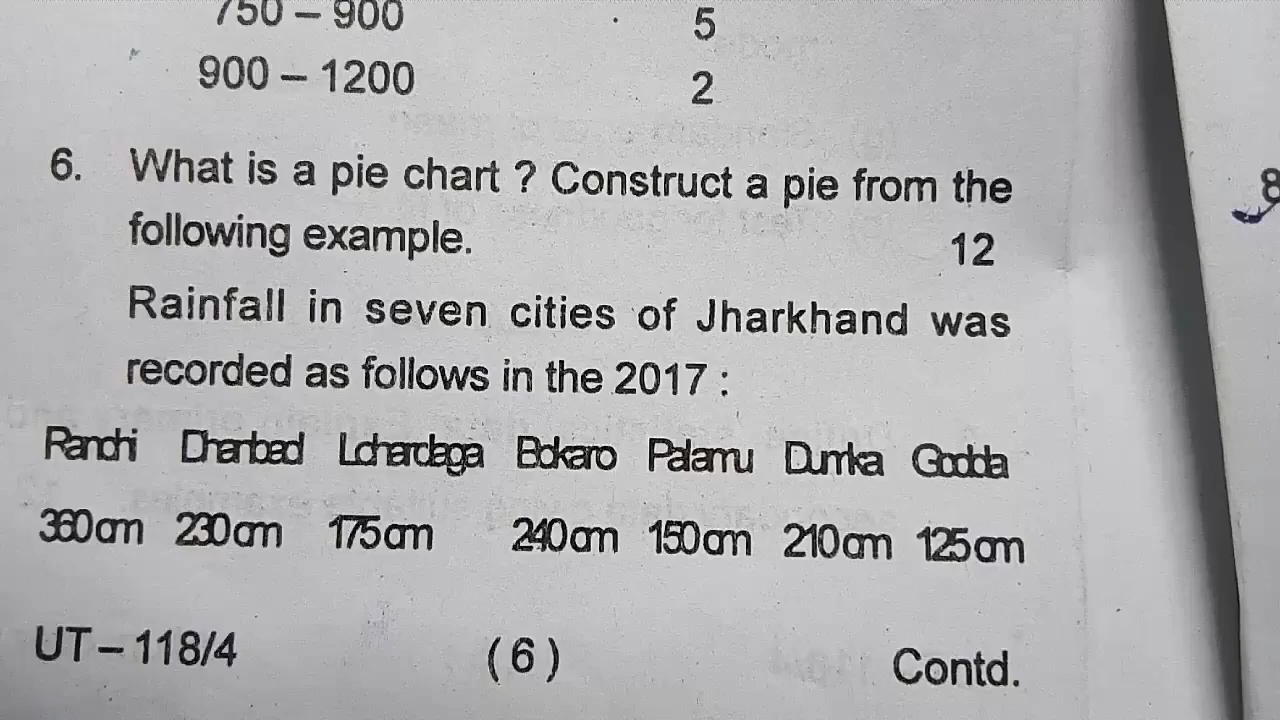 750 – 900 5
900 – 1200 2
6. What is a pie chart ? Construct a pie from the
following example. 12
Rainfall in seven cities of Jharkhand was
recorded as follows in the 2017 :
Ranchi Dhanbad Lohardaga Bokaro Palamu Dumka Godda
360cm 230cm 175cm 240cm 150cm 210cm 125cm
UT – 118/4 ( 6 ) Contd.
8